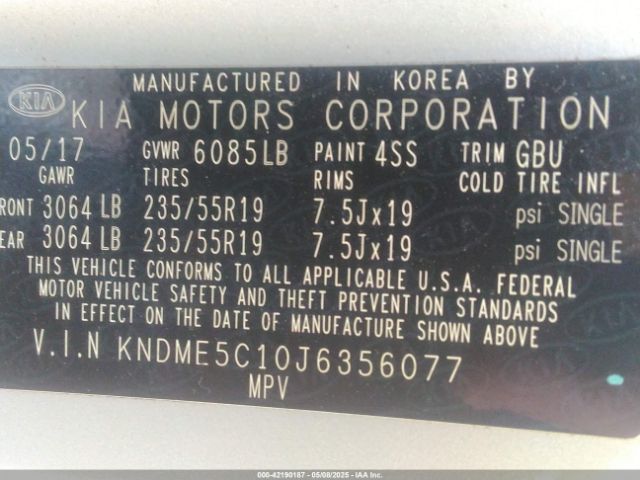 MANUFACTURED IN KOREA BY
KIA KIA MOTORS CORPORATION
05/17 GVWR 6085LB PAINT 4SS TRIM GBU
GAWR TIRES RIMS COLD TIRE INFL
RONT 3064 LB 235/55R19 7.5Jx19 psi SINGLE
EAR 3064 LB 235/55R19 7.5Jx19 psi SINGLE
THIS VEHICLE CONFORMS TO ALL APPLICABLE U.S.A. FEDERAL
MOTOR VEHICLE SAFETY AND THEFT PREVENTION STANDARDS
IN EFFECT ON THE DATE OF MANUFACTURE SHOWN ABOVE
V.I.N KNDME5C10J6356077
MPV
000-42190187 - 05/08/2025 - IAA Inc.